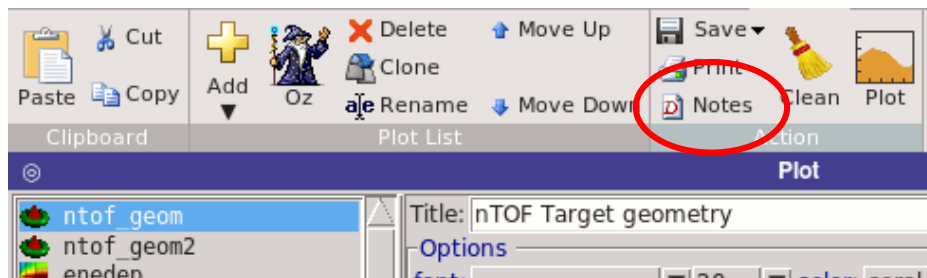 Paste
Cut
Copy
Add
Oz
Delete
Clone
Rename
Move Up
Move Down
Save
Print
Notes
Clean
Plot
Clipboard
Plot List
Action
Plot
ntof_geom
ntof_geom2
Title: nTOF Target geometry
Options